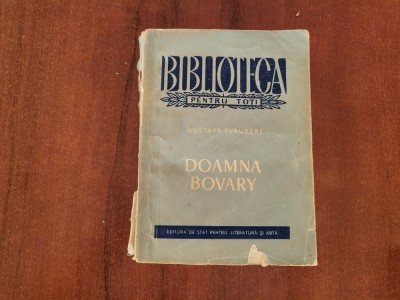 BIBLIOTECA
PENTRU TOȚI
GUSTAVE FLAUBERT
DOAMNA
BOVARY
EDITURA DE STAT PENTRU LITERATURĂ ȘI ARTĂ